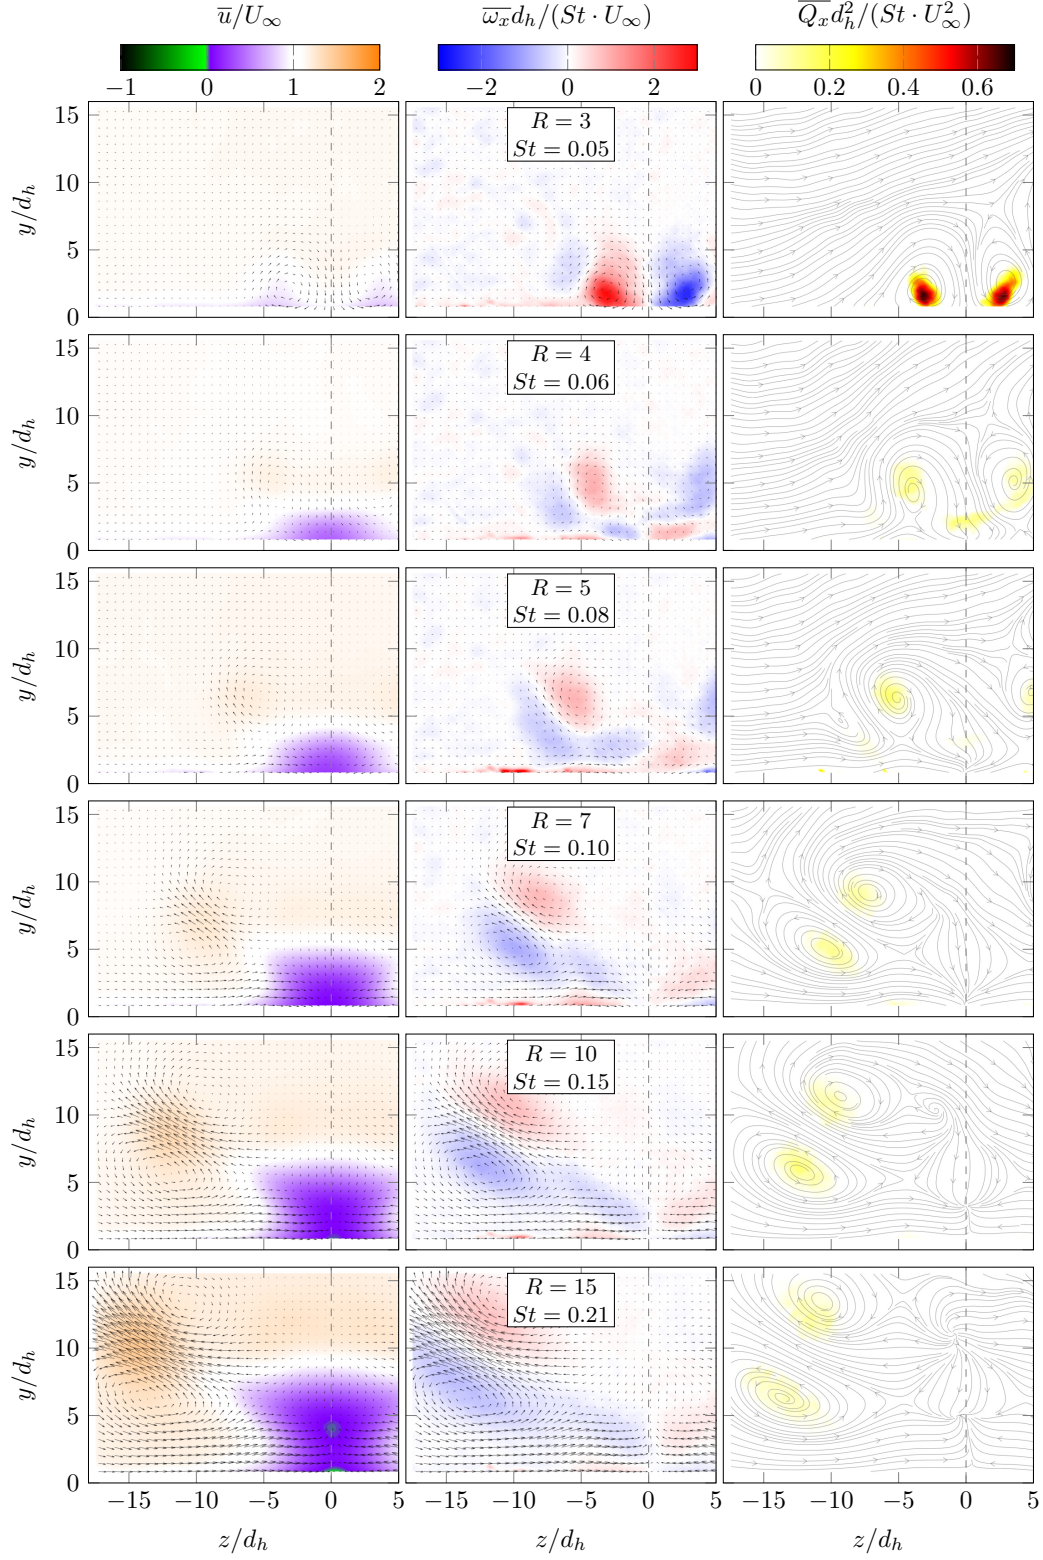 u̅/U∞ ω̅x̅dh/(St · U∞) Q̅x̅d²h/(St · U²∞)
−1 0 1 2 −2 0 2 0 0.2 0.4 0.6
R = 3
St = 0.05
15
10
5
0
y/dh
R = 4
St = 0.06
15
10
5
0
y/dh
R = 5
St = 0.08
15
10
5
0
y/dh
R = 7
St = 0.10
15
10
5
0
y/dh
R = 10
St = 0.15
15
10
5
0
y/dh
R = 15
St = 0.21
15
10
5
0
y/dh
−15 −10 −5 0 5 −15 −10 −5 0 5 −15 −10 −5 0 5
z/dh z/dh z/dh